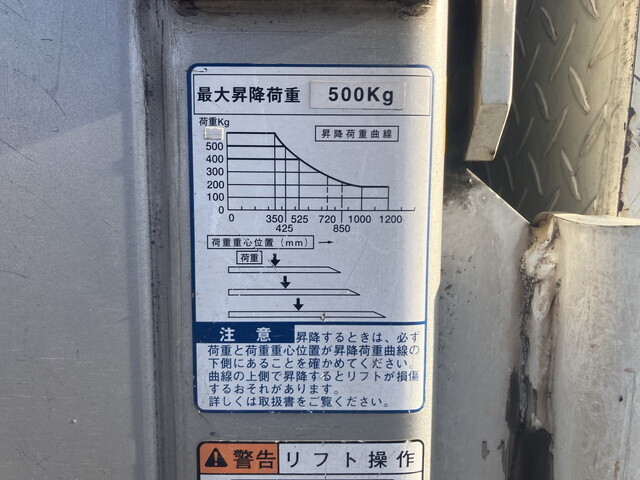 最大昇降荷重 500Kg
荷重Kg
昇降荷重曲線
500
400
300
200
100
0
0 350 525 720 1000 1200
425 850
荷重重心位置(mm) →
荷重
注意 昇降するときは、必ず
荷重と荷重重心位置が昇降荷重曲線の
下側にあることを確かめてください
曲線の上側で昇降するとリフトが損傷
するおそれがあります。
詳しくは取扱書をご覧ください。
警告 リフト操作